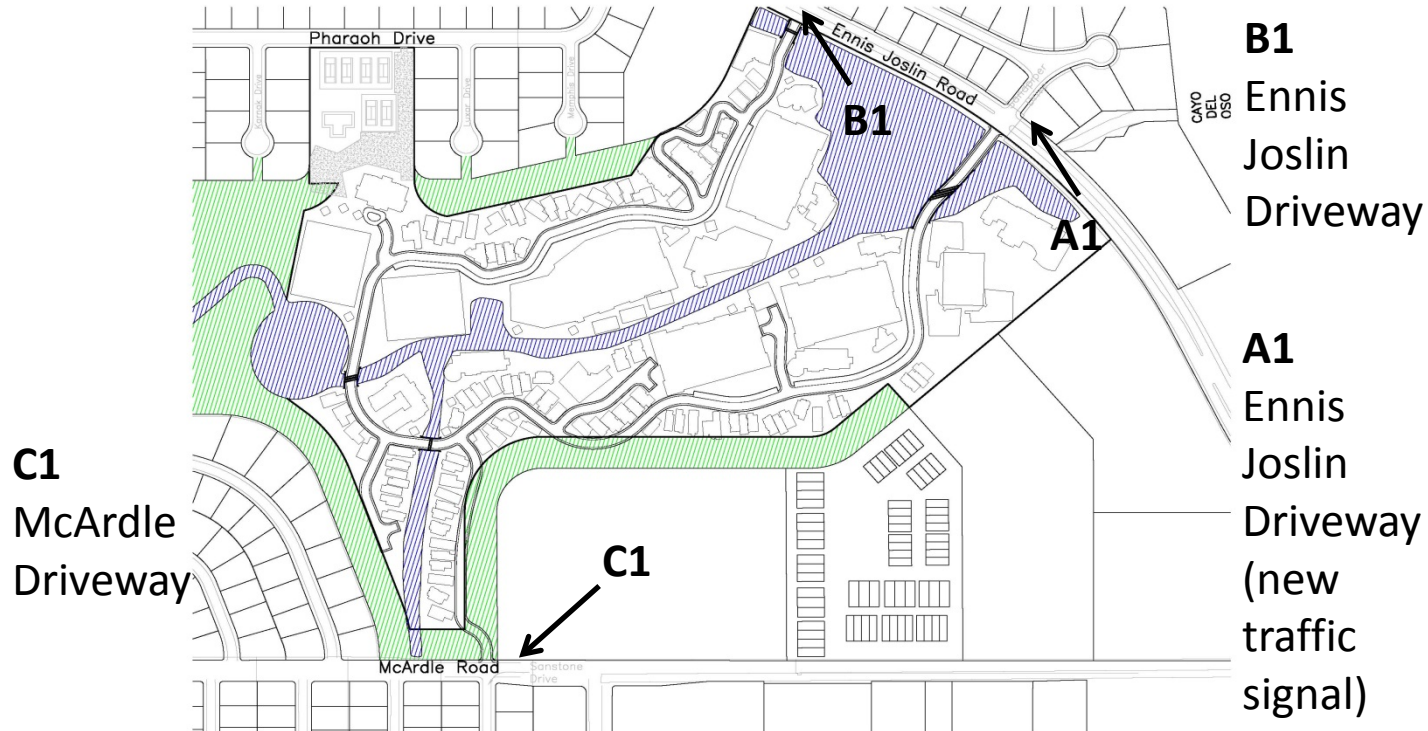 Pharaoh Drive
Karnak Drive
Luxor Drive
Memphis Drive
Ennis Joslin Road
CAYO
DEL
OSO
B1
A1
C1
McArdle Road
Sanstone
Drive
C1
McArdle
Driveway
B1
Ennis
Joslin
Driveway
A1
Ennis
Joslin
Driveway
(new
traffic
signal)